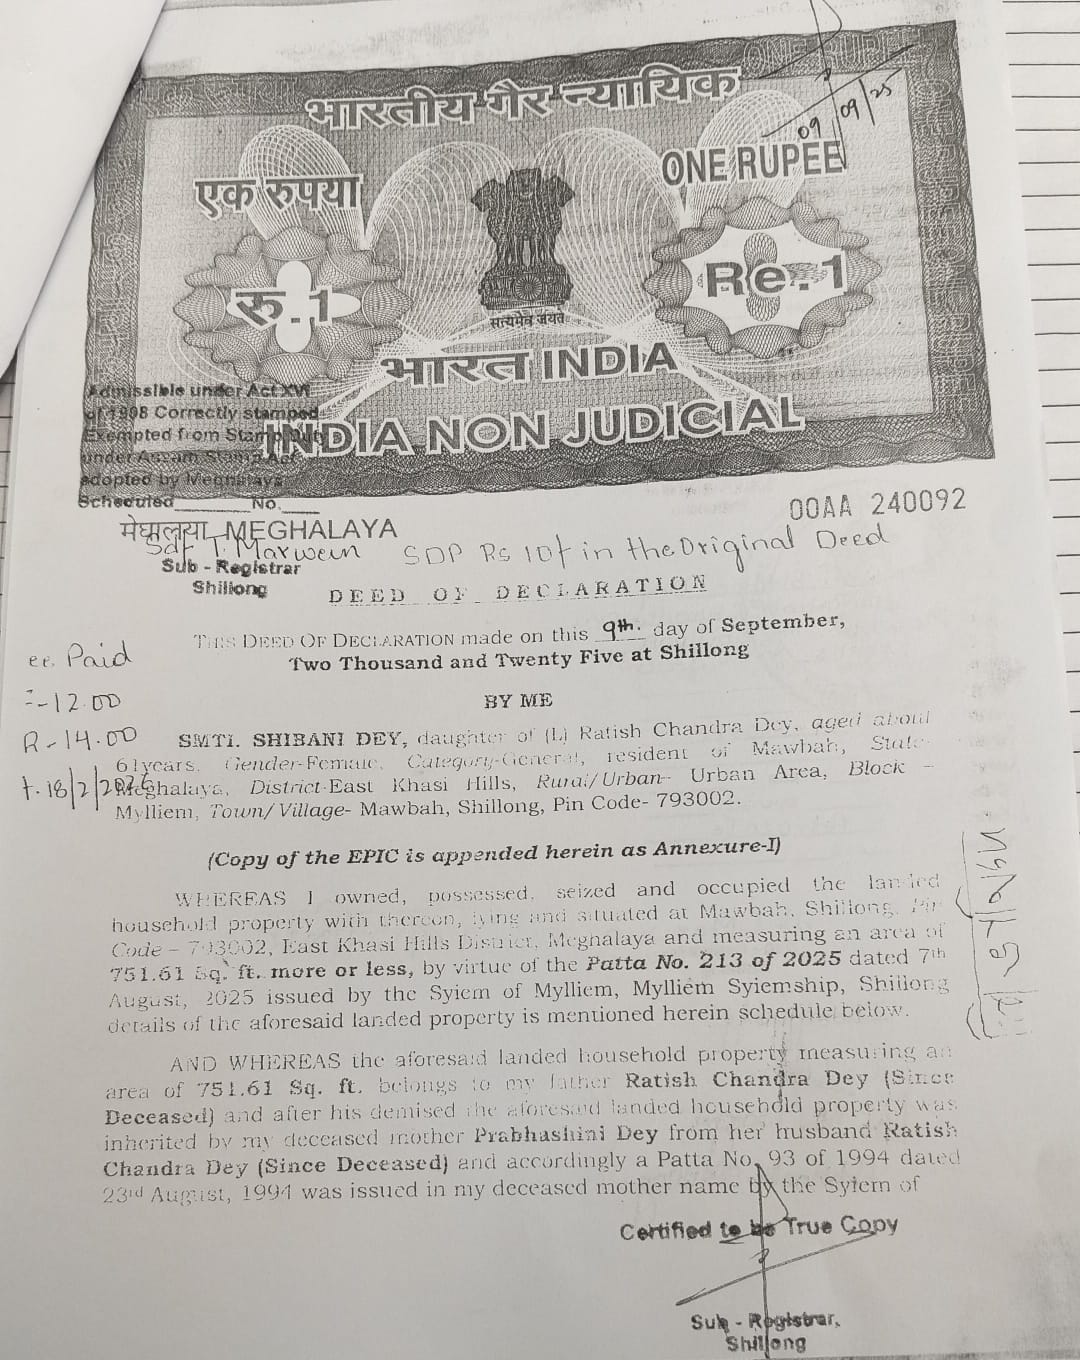 09/09/25
भारतीय गैर न्यायिक
एक रुपया
ONE RUPEE
रु.1
Re.1
सत्यमेव जयते
भारत INDIA
INDIA NON JUDICIAL
Admissible under Act XVI
of 1908 Correctly stamped
Exempted from Stamp Duty
under Assam Stamp Act
adopted by Meghalaya
Scheduled________No.____
मेघालया MEGHALAYA
00AA 240092
Sd/- T. Marwein
Sub - Registrar
Shillong
SDP Rs 10/- in the Original Deed
DEED OF DECLARATION
THIS DEED OF DECLARATION made on this 9th. day of September,
Two Thousand and Twenty Five at Shillong
ee. Paid
=-12.00
R-14.00
t. 18/2/2026
BY ME
SMTI. SHIBANI DEY, daughter of (L) Ratish Chandra Dey, aged about
61years, Gender-Female, Category-General, resident of Mawbah, State-
Meghalaya, District-East Khasi Hills, Rural/Urban- Urban Area, Block –
Mylliem, Town/Village- Mawbah, Shillong, Pin Code- 793002.
(Copy of the EPIC is appended herein as Annexure-I)
WHEREAS I owned, possessed, seized and occupied the landed
household property with thereon, lying and situated at Mawbah, Shillong, Pin
Code – 793002, East Khasi Hills District, Meghalaya and measuring an area of
751.61 Sq. ft. more or less, by virtue of the Patta No. 213 of 2025 dated 7th
August, 2025 issued by the Syiem of Mylliem, Mylliem Syiemship, Shillong
details of the aforesaid landed property is mentioned herein schedule below.
AND WHEREAS the aforesaid landed household property measuring an
area of 751.61 Sq. ft. belongs to my father Ratish Chandra Dey (Since
Deceased) and after his demised the aforesaid landed household property was
inherited by my deceased mother Prabhashini Dey from her husband Ratish
Chandra Dey (Since Deceased) and accordingly a Patta No. 93 of 1994 dated
23rd August, 1994 was issued in my deceased mother name by the Syiem of
Certified to be True Copy
Sub - Registrar,
Shillong